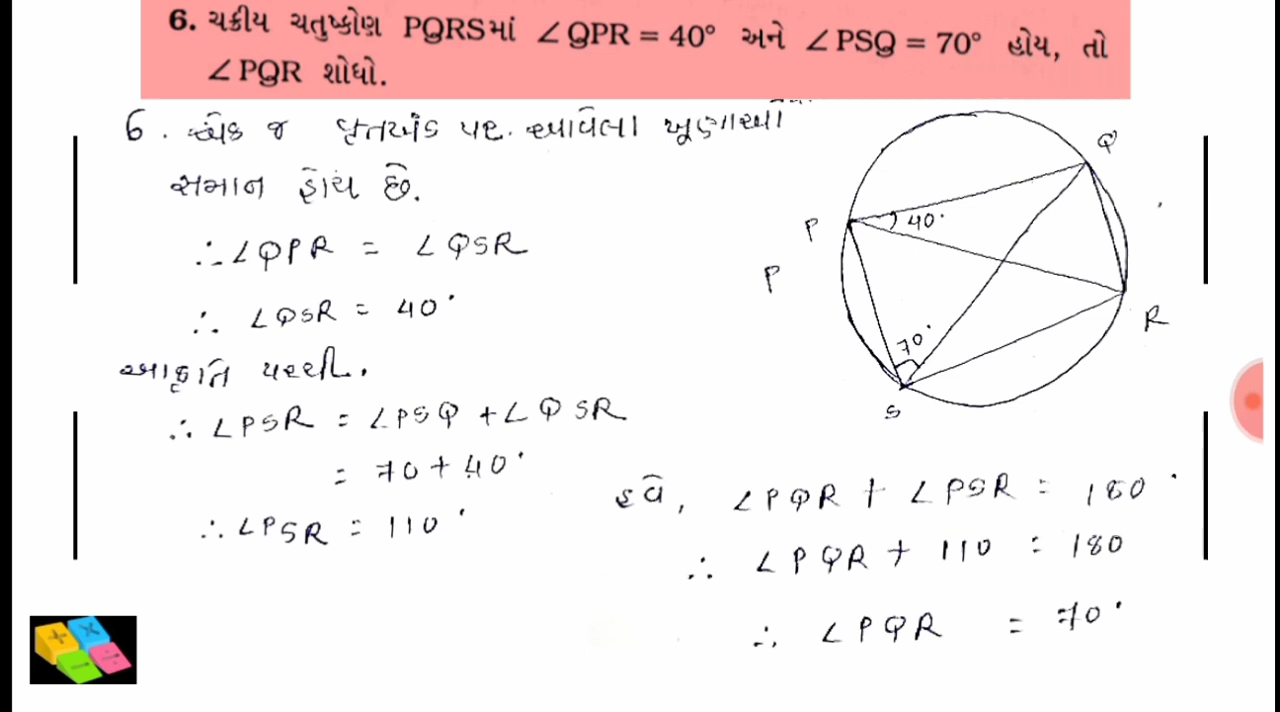 6. ચક્રીય ચતુષ્કોણ PQRSમાં ∠QPR = 40° અને ∠PSQ = 70° હોય, તો
∠PQR શોધો.
6. એક જ વૃતખંડ પર આવેલા ખૂણાઓ
સમાન હોય છે.
∴ ∠QPR = ∠QSR
∴ ∠QSR = 40°
આકૃતિ પરથી.
∴ ∠PSR = ∠PSQ + ∠QSR
= 70 + 40°
∴ ∠PSR = 110°
Q
P
40°
P
R
70°
S
હવે, ∠PQR + ∠PSR = 180°
∴ ∠PQR + 110 = 180
∴ ∠PQR = 70°
+ ×
− ÷